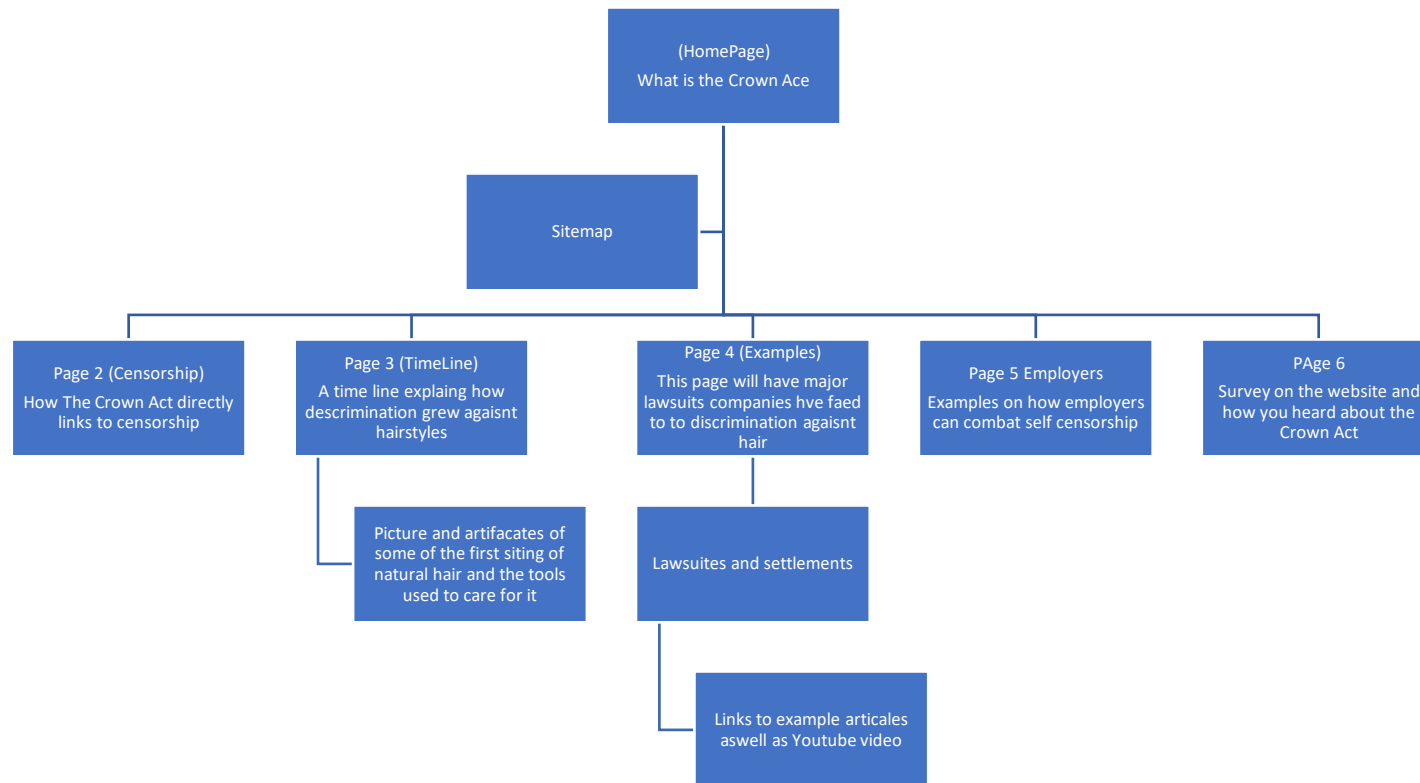 (HomePage)
What is the Crown Ace
Sitemap
Page 2 (Censorship)
How The Crown Act directly
links to censorship
Page 3 (TimeLine)
A time line explaing how
descrimination grew agaisnt
hairstyles
Page 4 (Examples)
This page will have major
lawsuits companies hve faed
to to discrimination agaisnt
hair
Page 5 Employers
Examples on how employers
can combat self censorship
PAge 6
Survey on the website and
how you heard about the
Crown Act
Picture and artifacates of
some of the first siting of
natural hair and the tools
used to care for it
Lawsuites and settlements
Links to example articales
aswell as Youtube video